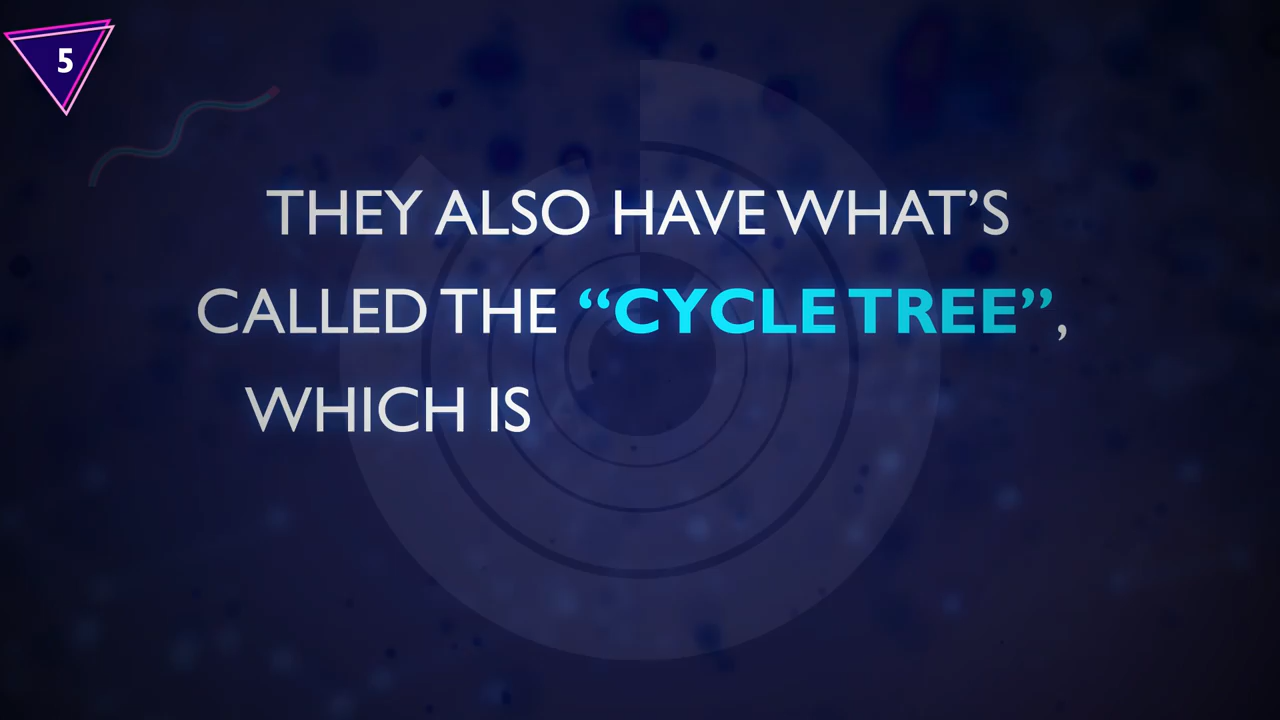 5
THEY ALSO HAVE WHAT’S
CALLED THE “CYCLE TREE”,
WHICH IS